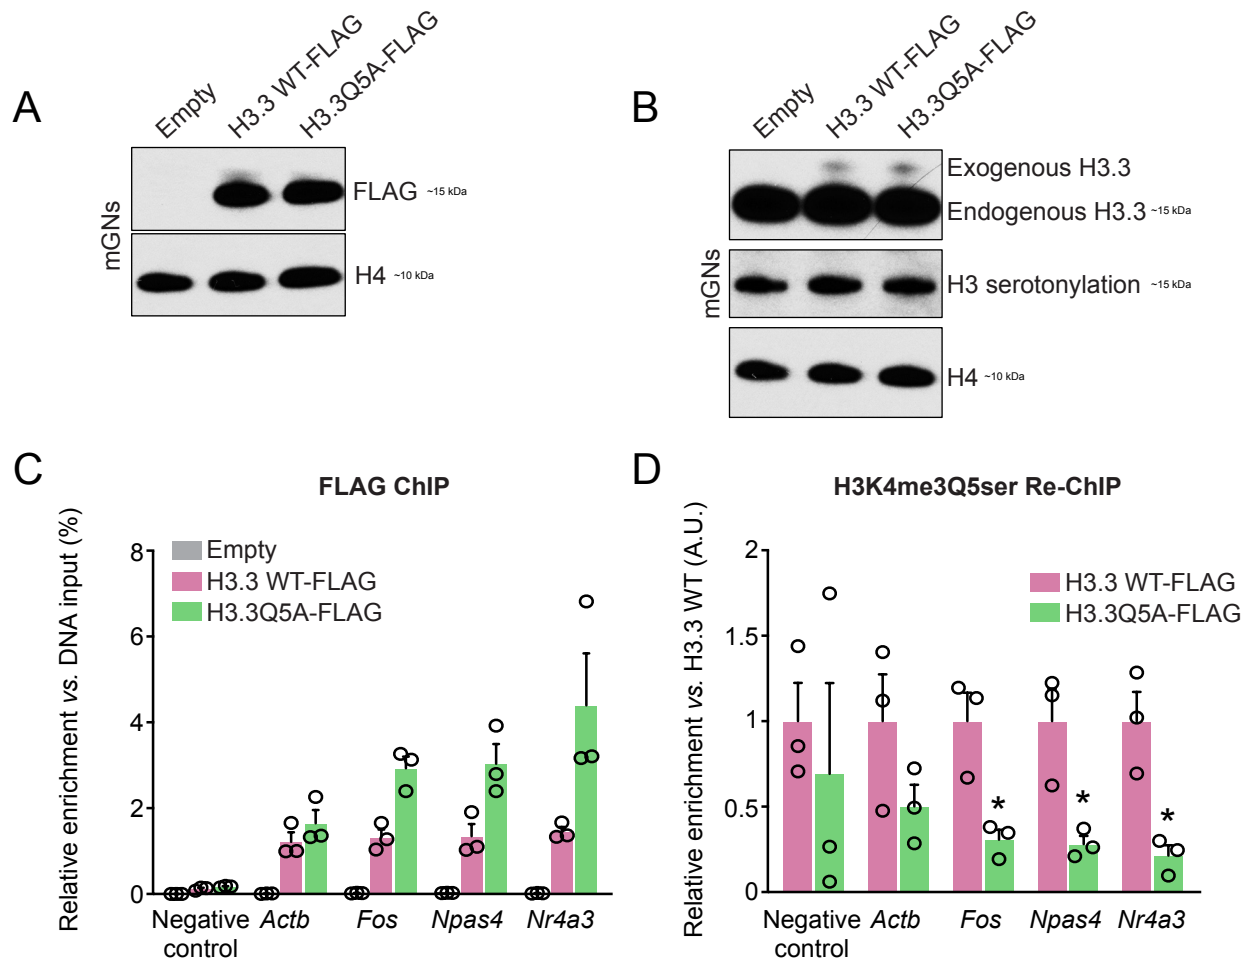 A
Empty
H3.3 WT-FLAG
H3.3Q5A-FLAG
mGNs
FLAG ~15 kDa
H4 ~10 kDa
B
Empty
H3.3 WT-FLAG
H3.3Q5A-FLAG
mGNs
Exogenous H3.3
Endogenous H3.3 ~15 kDa
H3 serotonylation ~15 kDa
H4 ~10 kDa
C
FLAG ChIP
Relative enrichment vs. DNA input (%)
Empty
H3.3 WT-FLAG
H3.3Q5A-FLAG
8
6
4
2
0
Negative control
Actb
Fos
Npas4
Nr4a3
D
H3K4me3Q5ser Re-ChIP
Relative enrichment vs. H3.3 WT (A.U.)
H3.3 WT-FLAG
H3.3Q5A-FLAG
2
1.5
1
0.5
0
*
*
*
Negative control
Actb
Fos
Npas4
Nr4a3